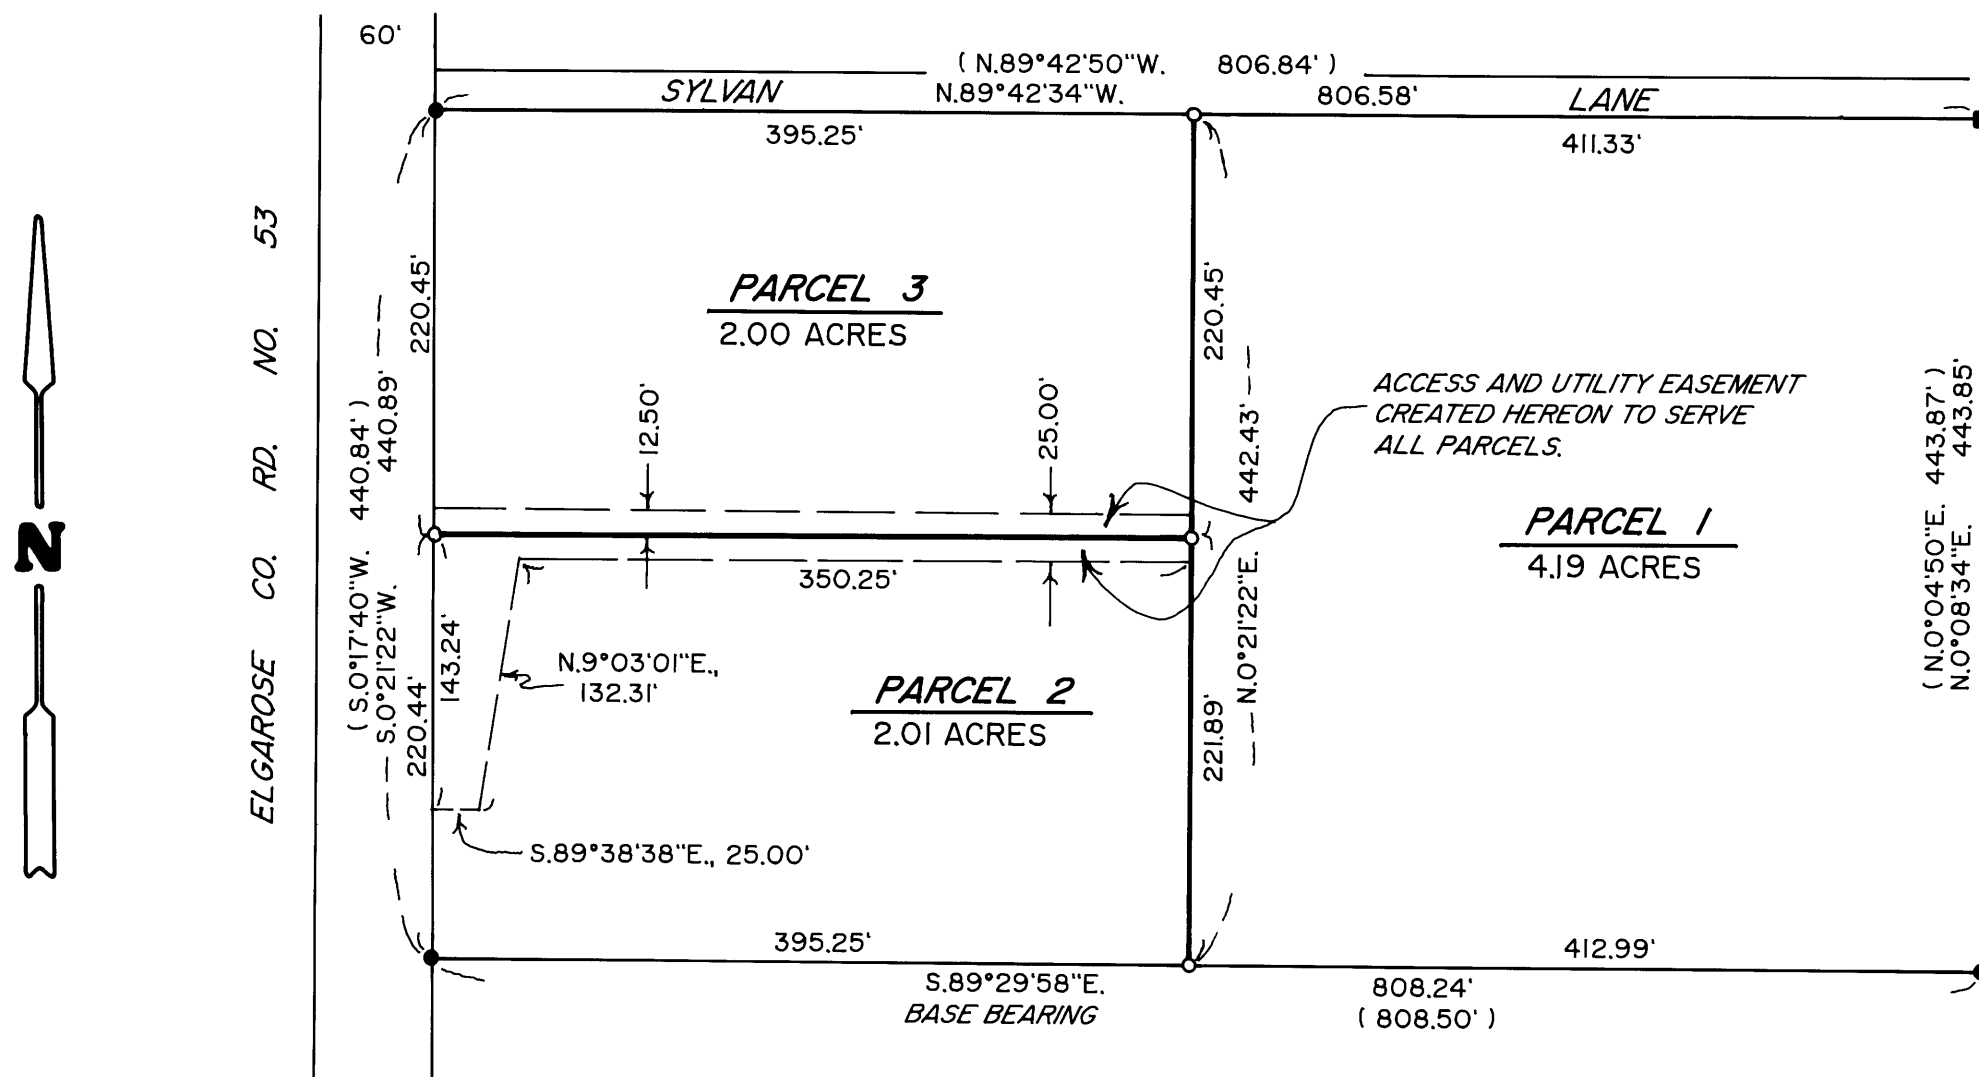 60'
( N.89°42'50"W. 806.84' )
SYLVAN N.89°42'34"W. 806.58' LANE
395.25'
411.33'
ELGAROSE CO. RD. NO. 53
N
220.45'
PARCEL 3
2.00 ACRES
220.45'
12.50'
25.00'
ACCESS AND UTILITY EASEMENT
CREATED HEREON TO SERVE
ALL PARCELS.
( S.0°17'40"W. 440.84' )
S.0°21'22"W. 440.89'
N.0°21'22"E. 442.43'
PARCEL 1
4.19 ACRES
( N.0°04'50"E. 443.87' )
N.0°08'34"E. 443.85'
350.25'
143.24'
220.44'
N.9°03'01"E.,
132.31'
PARCEL 2
2.01 ACRES
221.89'
S.89°38'38"E., 25.00'
395.25'
412.99'
S.89°29'58"E.
808.24'
BASE BEARING
( 808.50' )